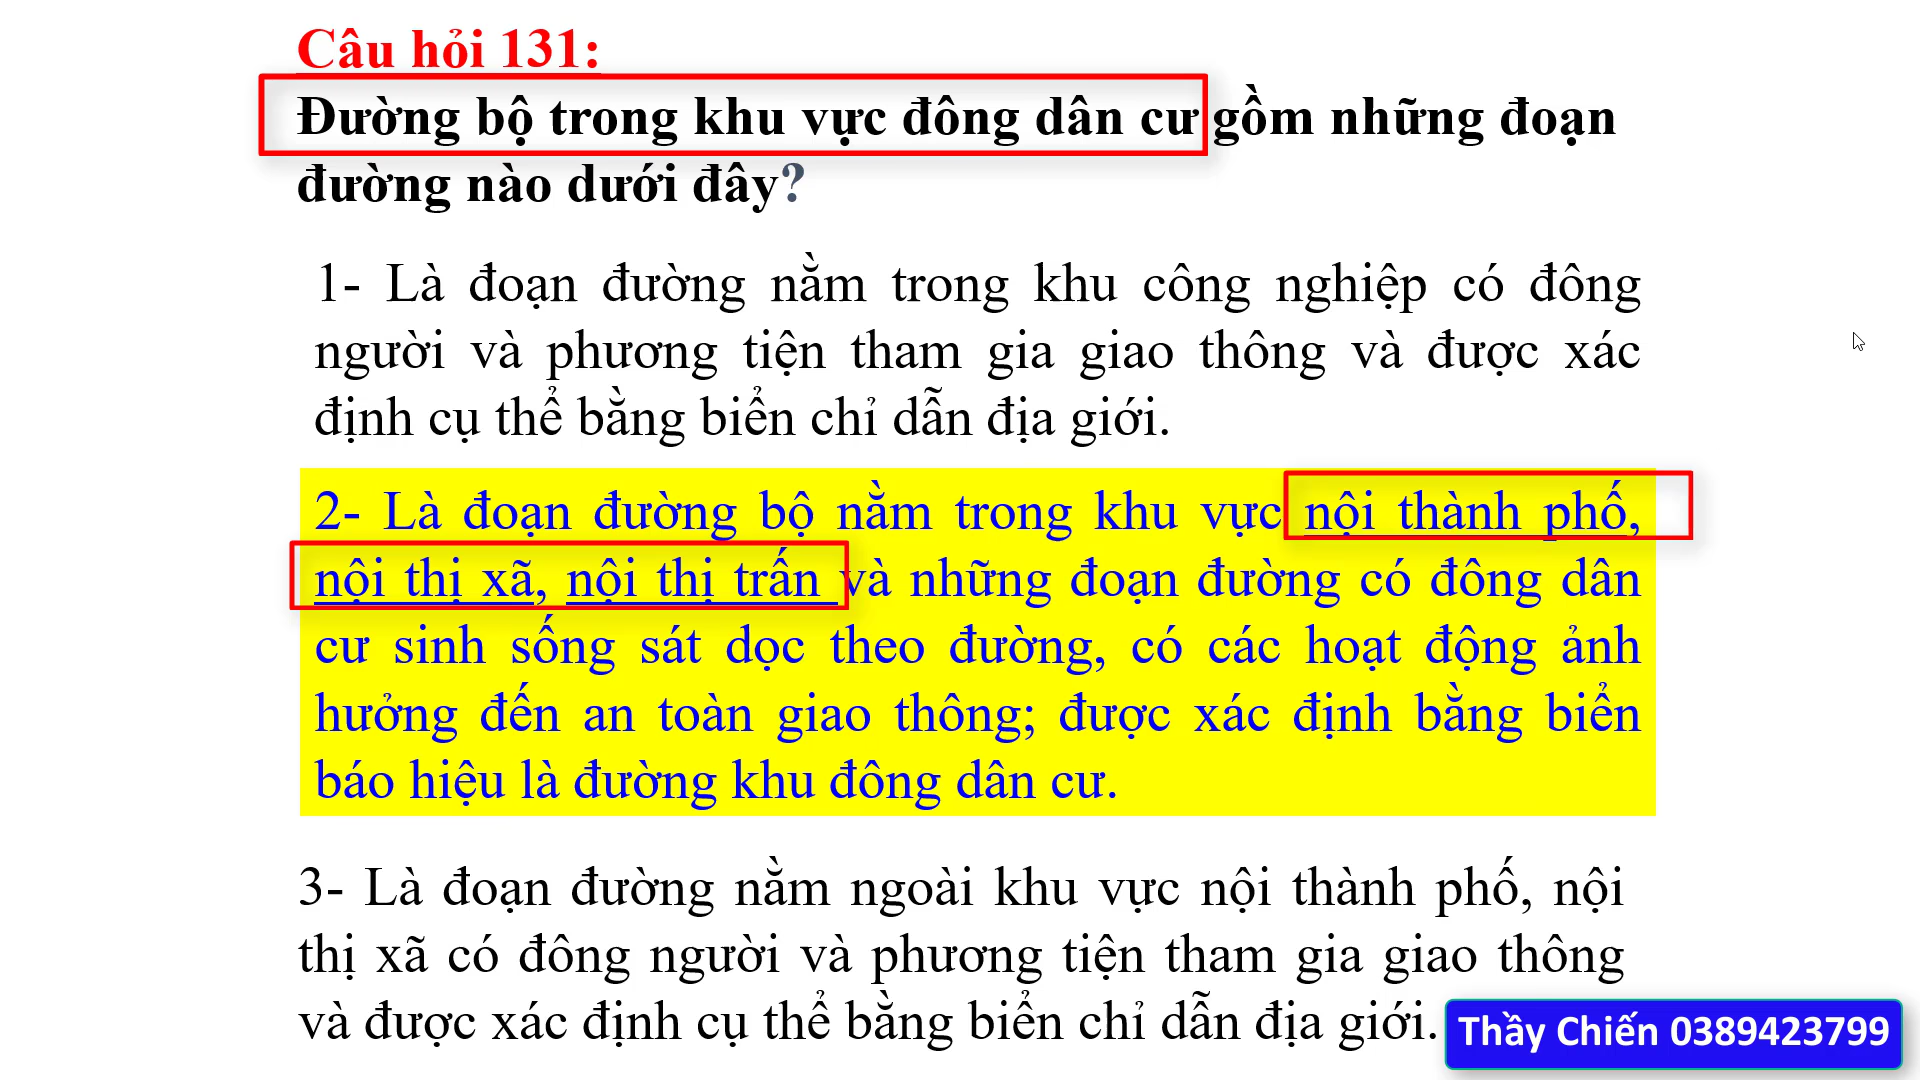 Câu hỏi 131:
Đường bộ trong khu vực đông dân cư gồm những đoạn
đường nào dưới đây?
1- Là đoạn đường nằm trong khu công nghiệp có đông
người và phương tiện tham gia giao thông và được xác
định cụ thể bằng biển chỉ dẫn địa giới.
2- Là đoạn đường bộ nằm trong khu vực nội thành phố,
nội thị xã, nội thị trấn và những đoạn đường có đông dân
cư sinh sống sát dọc theo đường, có các hoạt động ảnh
hưởng đến an toàn giao thông; được xác định bằng biển
báo hiệu là đường khu đông dân cư.
3- Là đoạn đường nằm ngoài khu vực nội thành phố, nội
thị xã có đông người và phương tiện tham gia giao thông
và được xác định cụ thể bằng biển chỉ dẫn địa giới.
Thầy Chiến 0389423799